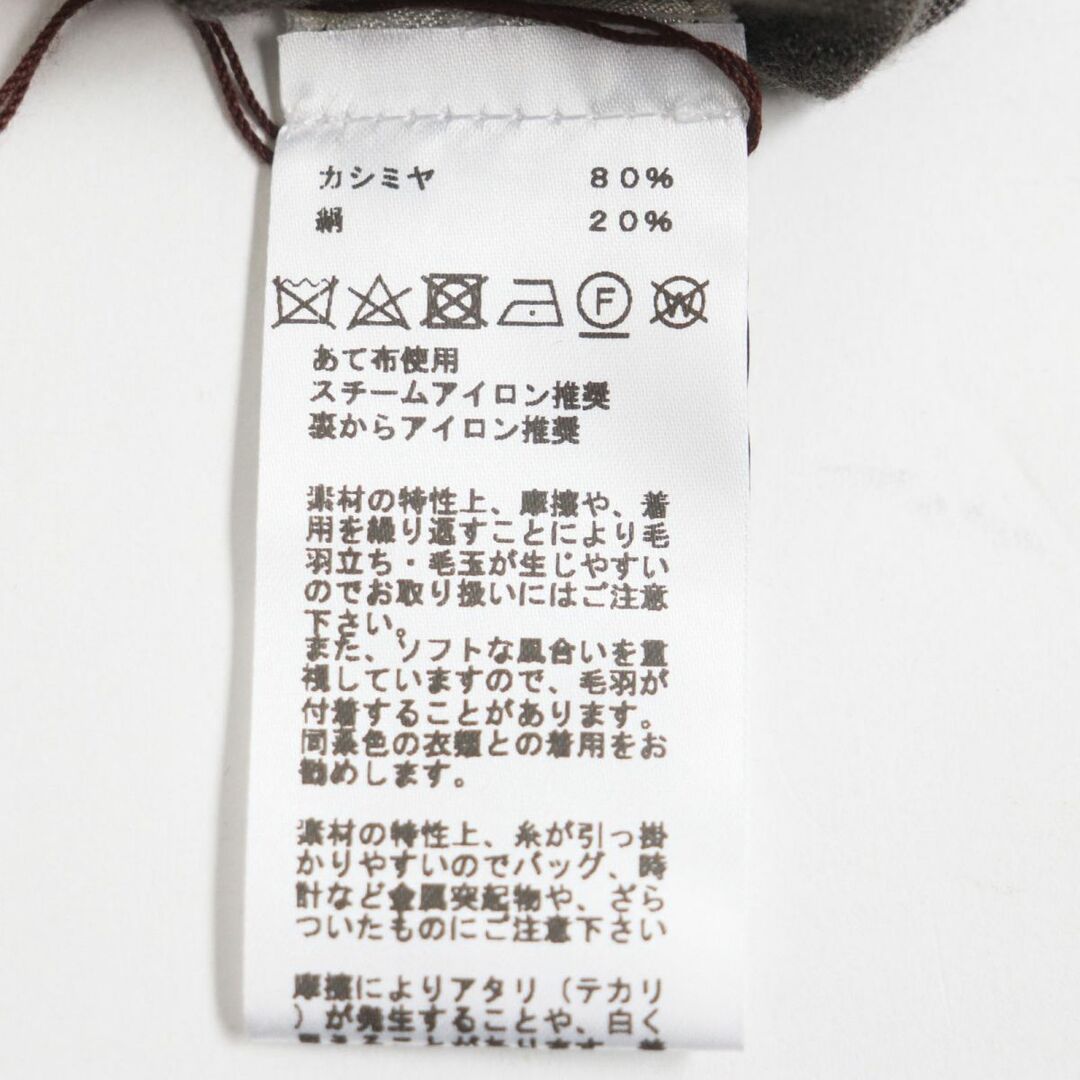 カシミヤ 80%
絹 20%
F W
あて布使用
スチームアイロン推奨
裏からアイロン推奨
素材の特性上、摩擦や、着
用を繰り返すことにより毛
羽立ち・毛玉が生じやすい
のでお取り扱いにはご注意
下さい。
また、ソフトな風合いを重
視していますので、毛羽が
付着することがあります。
同系色の衣類との着用をお
勧めします。
素材の特性上、糸が引っ掛
かりやすいのでバッグ、時
計など金属突起物や、ざら
ついたものにご注意下さい
摩擦によりアタリ(テカリ
)が発生することや、白く
見えることがあります